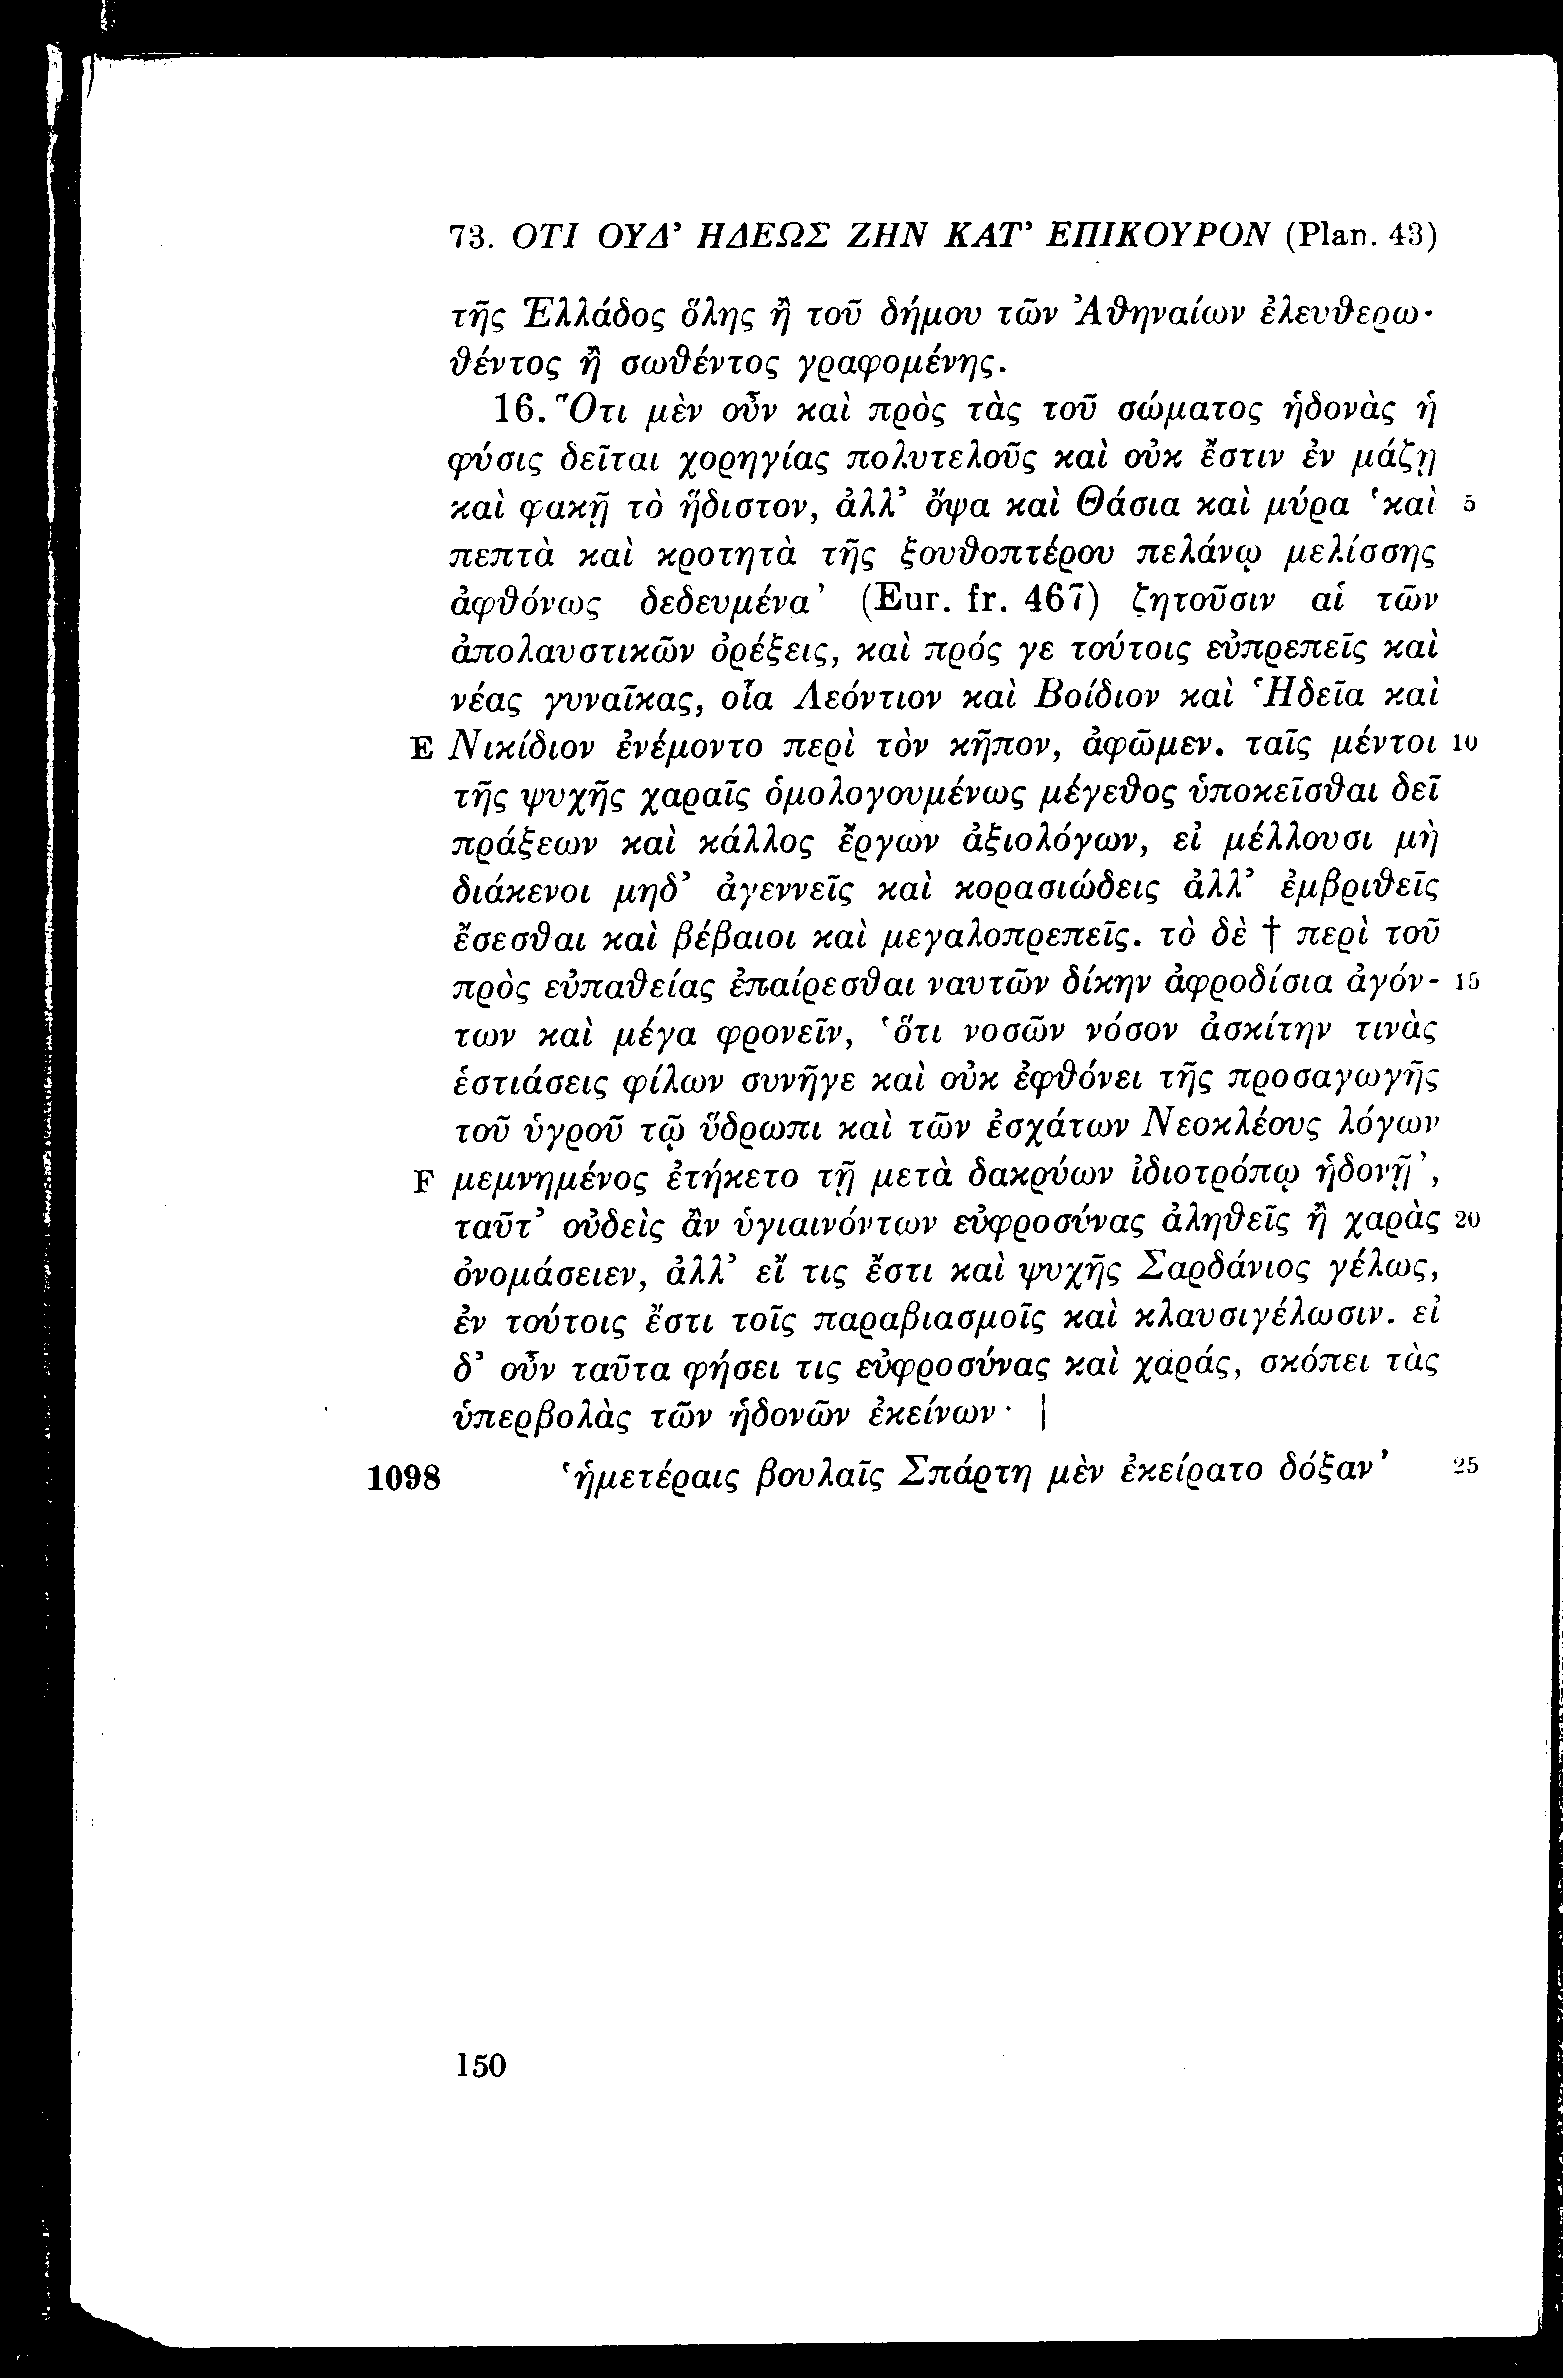 73. ΟΤΙ ΟΥΔ’ ΗΔΕΩΣ ΖΗΝ ΚΑΤ’ ΕΠΙΚΟΥΡΟΝ (Plan. 43)
τῆς Ἑλλάδος ὅλης ἢ τοῦ δήμου τῶν Ἀθηναίων ἐλευθερω-
θέντος ἢ σωθέντος γραφομένης.
16. Ὅτι μὲν οὖν καὶ πρὸς τὰς τοῦ σώματος ἡδονὰς ἡ
φύσις δεῖται χορηγίας πολυτελοῦς καὶ οὐκ ἔστιν ἐν μάζῃ
καὶ φακῇ τὸ ἥδιστον, ἀλλ’ ὄψα καὶ Θάσια καὶ μύρα ‘καὶ 5
πεπτὰ καὶ κροτητὰ τῆς ξουθοπτέρου πελάνῳ μελίσσης
ἀφθόνως δεδευμένα’ (Eur. fr. 467) ζητοῦσιν αἱ τῶν
ἀπολαυστικῶν ὀρέξεις, καὶ πρός γε τούτοις εὐπρεπεῖς καὶ
νέας γυναῖκας, οἷα Λεόντιον καὶ Βοίδιον καὶ Ἡδεῖα καὶ
E Νικίδιον ἐνέμοντο περὶ τὸν κῆπον, ἀφῶμεν. ταῖς μέντοι 10
τῆς ψυχῆς χαραῖς ὁμολογουμένως μέγεθος ὑποκεῖσθαι δεῖ
πράξεων καὶ κάλλος ἔργων ἀξιολόγων, εἰ μέλλουσι μὴ
διάκενοι μηδ’ ἀγεννεῖς καὶ κορασιώδεις ἀλλ’ ἐμβριθεῖς
ἔσεσθαι καὶ βέβαιοι καὶ μεγαλοπρεπεῖς. τὸ δὲ † περὶ τοῦ
πρὸς εὐπαθείας ἐπαίρεσθαι ναυτῶν δίκην ἀφροδίσια ἀγόν- 15
των καὶ μέγα φρονεῖν, ‘ὅτι νοσῶν νόσον ἀσκίτην τινὰς
ἑστιάσεις φίλων συνῆγε καὶ οὐκ ἐφθόνει τῆς προσαγωγῆς
τοῦ ὑγροῦ τῷ ὕδρωπι καὶ τῶν ἐσχάτων Νεοκλέους λόγων
F μεμνημένος ἐτήκετο τῇ μετὰ δακρύων ἰδιοτρόπῳ ἡδονῇ’,
ταῦτ’ οὐδεὶς ἂν ὑγιαινόντων εὐφροσύνας ἀληθεῖς ἢ χαρὰς 20
ὀνομάσειεν, ἀλλ’ εἴ τις ἔστι καὶ ψυχῆς Σαρδάνιος γέλως,
ἐν τούτοις ἔστι τοῖς παραβιασμοῖς καὶ κλαυσιγέλωσιν. εἰ
δ’ οὖν ταῦτα φήσει τις εὐφροσύνας καὶ χαράς, σκόπει τὰς
ὑπερβολὰς τῶν ἡδονῶν ἐκείνων· |
1098 ‘ἡμετέραις βουλαῖς Σπάρτη μὲν ἐκείρατο δόξαν’ 25
150